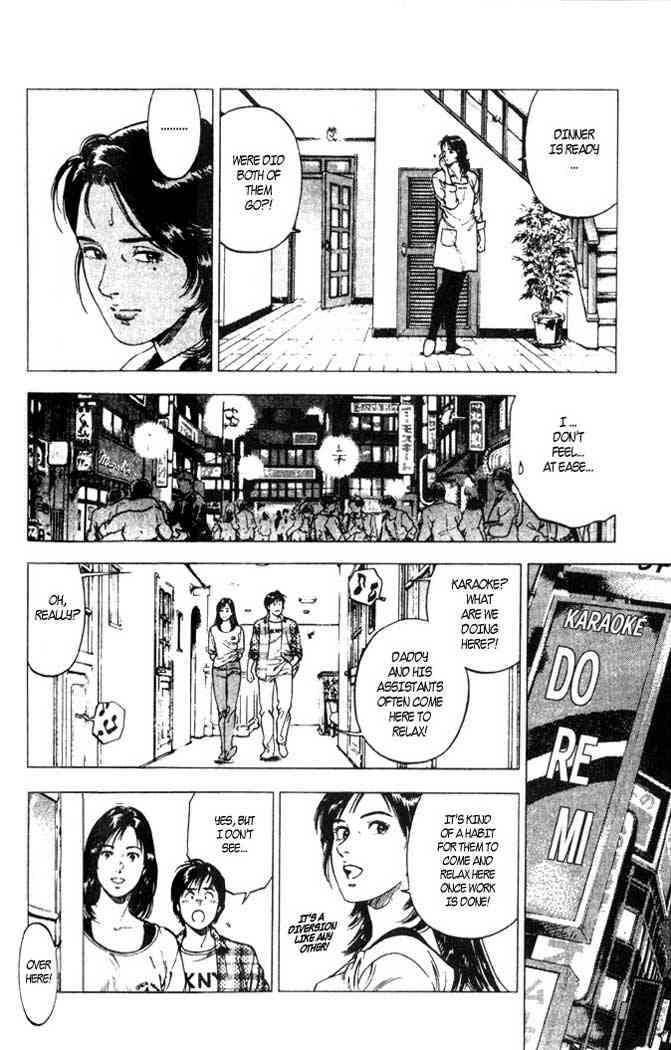 DINNER
IS READY
...
WERE DID
BOTH OF
THEM
GO?!
..........
I ...
DON'T
FEEL...
AT EASE...
KARAOKE
DO
RE
MI
KARAOKE?
WHAT
ARE WE
DOING
HERE?!
DADDY
AND HIS
ASSISTANTS
OFTEN COME
HERE TO
RELAX!
OH,
REALLY?
IT'S KIND
OF A HABIT
FOR THEM TO
COME AND
RELAX HERE
ONCE WORK
IS DONE!
IT'S A
DIVERSION
LIKE ANY
OTHER!
YES, BUT
I DON'T
SEE...
KN
OVER
HERE!